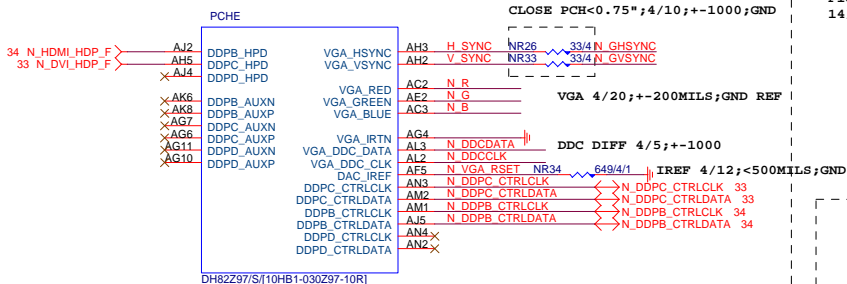 CLOSE PCH<0.75";4/10;+-1000;GND
14
PCHE
34 N_HDMI_HDP_F AJ2 DDPB_HPD VGA_HSYNC AH3 H_SYNC NR26 33/4 N_GHSYNC
33 N_DVI_HDP_F AH5 DDPC_HPD VGA_VSYNC AH2 V_SYNC NR33 33/4 N_GVSYNC
AJ4 DDPD_HPD
VGA_RED AC2 N_R
AK6 DDPB_AUXN VGA_GREEN AE2 N_G VGA 4/20;+-200MILS;GND REF
AK8 DDPB_AUXP VGA_BLUE AC3 N_B
AG7 DDPC_AUXN
AG6 DDPC_AUXP VGA_IRTN AG4
AG11 DDPD_AUXN VGA_DDC_DATA AL3 N_DDCDATA DDC DIFF 4/5;+-1000
AG10 DDPD_AUXP VGA_DDC_CLK AL2 N_DDCCLK
DAC_IREF AF5 N_VGA_RSET NR34 649/4/1 IREF 4/12;<500MILS;GND
DDPC_CTRLCLK AN3 N_DDPC_CTRLCLK N_DDPC_CTRLCLK 33
DDPC_CTRLDATA AM2 N_DDPC_CTRLDATA N_DDPC_CTRLDATA 33
DDPB_CTRLCLK AM1 N_DDPB_CTRLCLK N_DDPB_CTRLCLK 34
DDPB_CTRLDATA AJ5 N_DDPB_CTRLDATA N_DDPB_CTRLDATA 34
DDPD_CTRLCLK AN4
DDPD_CTRLDATA AN2
DH82Z97/S/[10HB1-030Z97-10R]